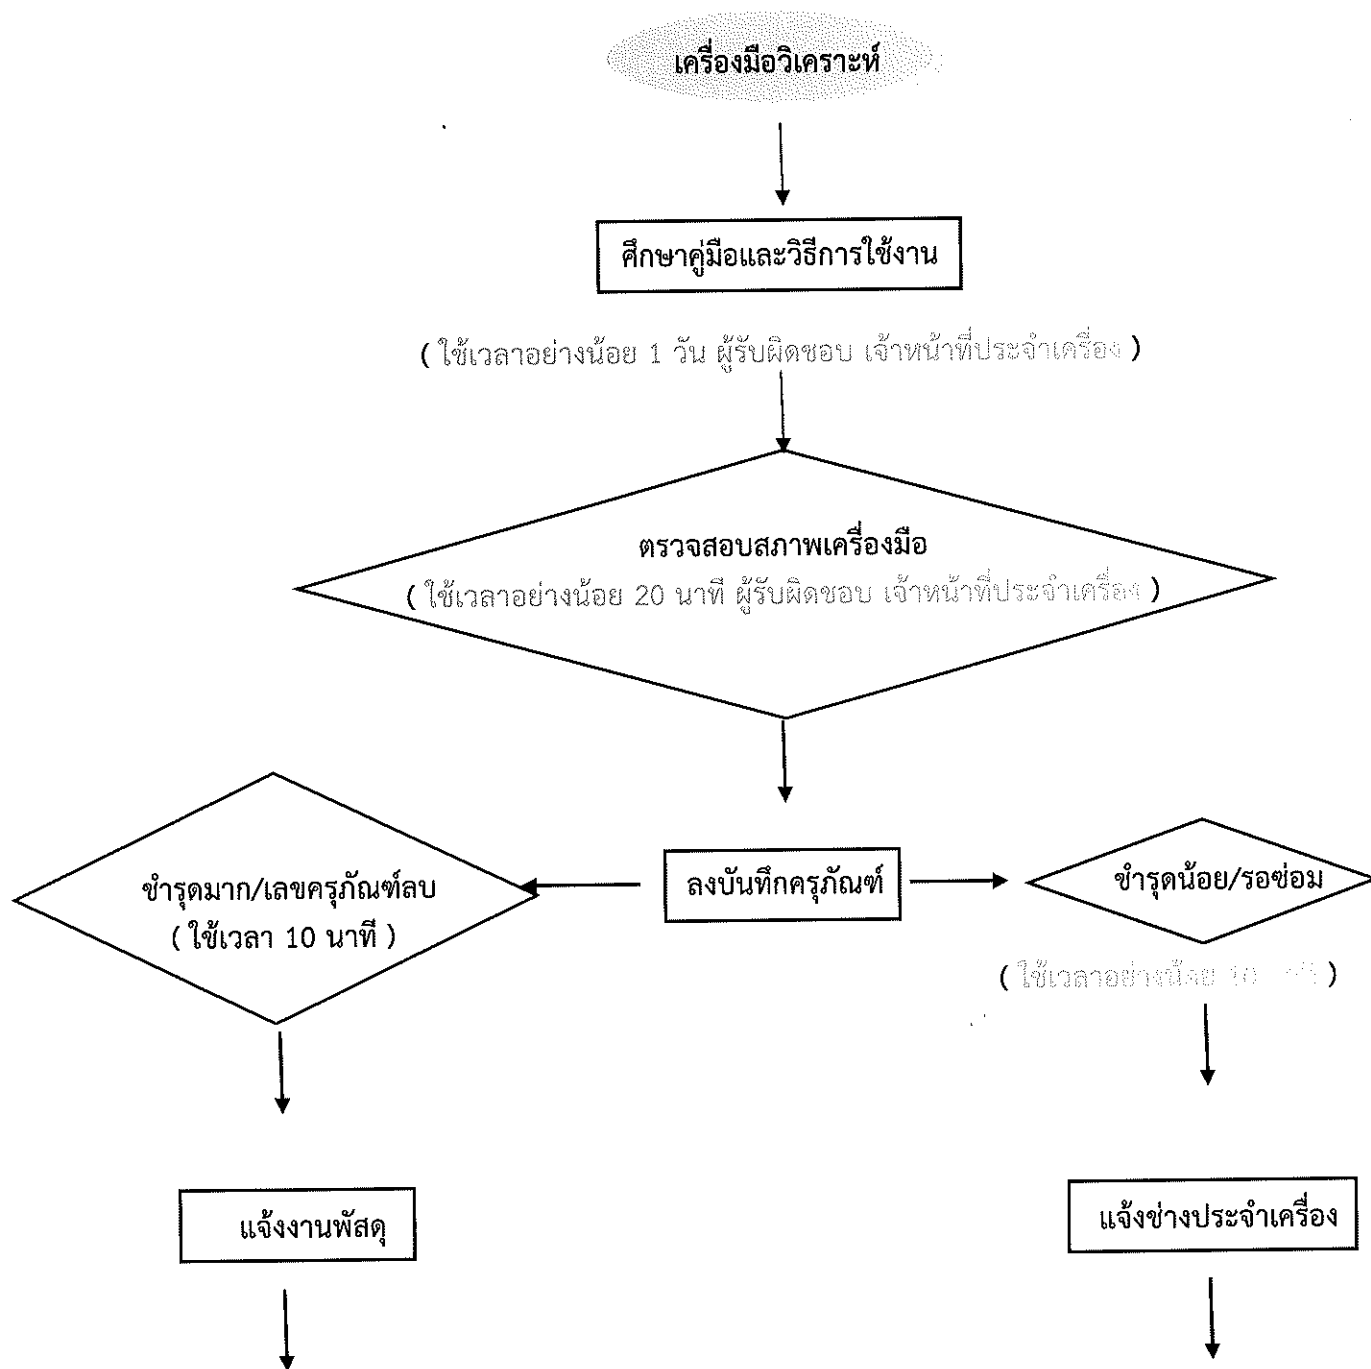 เครื่องมือวิเคราะห์
ศึกษาคู่มือและวิธีการใช้งาน
( ใช้เวลาอย่างน้อย 1 วัน ผู้รับผิดชอบ เจ้าหน้าที่ประจำเครื่อง )
ตรวจสอบสภาพเครื่องมือ
( ใช้เวลาอย่างน้อย 20 นาที ผู้รับผิดชอบ เจ้าหน้าที่ประจำเครื่อง )
ชำรุดมาก/เลขครุภัณฑ์ลบ
( ใช้เวลา 10 นาที )
ลงบันทึกครุภัณฑ์
ชำรุดน้อย/รอซ่อม
( ใช้เวลาอย่างน้อย 10 )
แจ้งงานพัสดุ
แจ้งช่างประจำเครื่อง